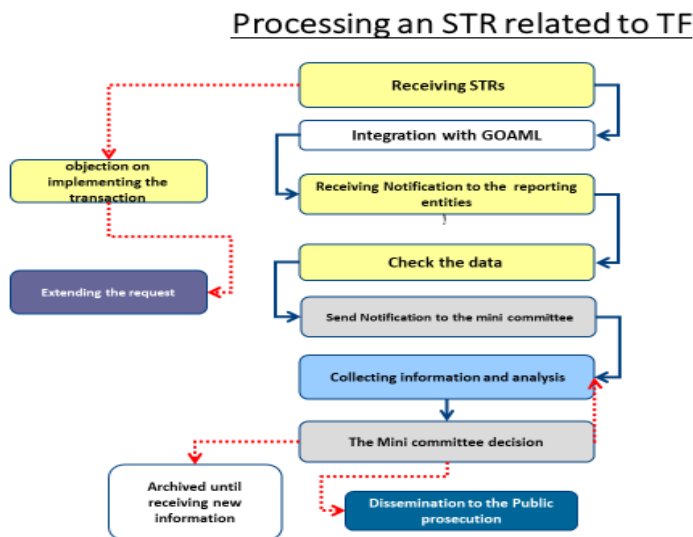 Processing an STR related to TF
Receiving STRs
Integration with GOAML
objection on
implementing the
transaction
Receiving Notification to the reporting
entities
Check the data
Extending the request
Send Notification to the mini committee
Collecting information and analysis
The Mini committee decision
Archived until
receiving new
information
Dissemination to the Public
prosecution